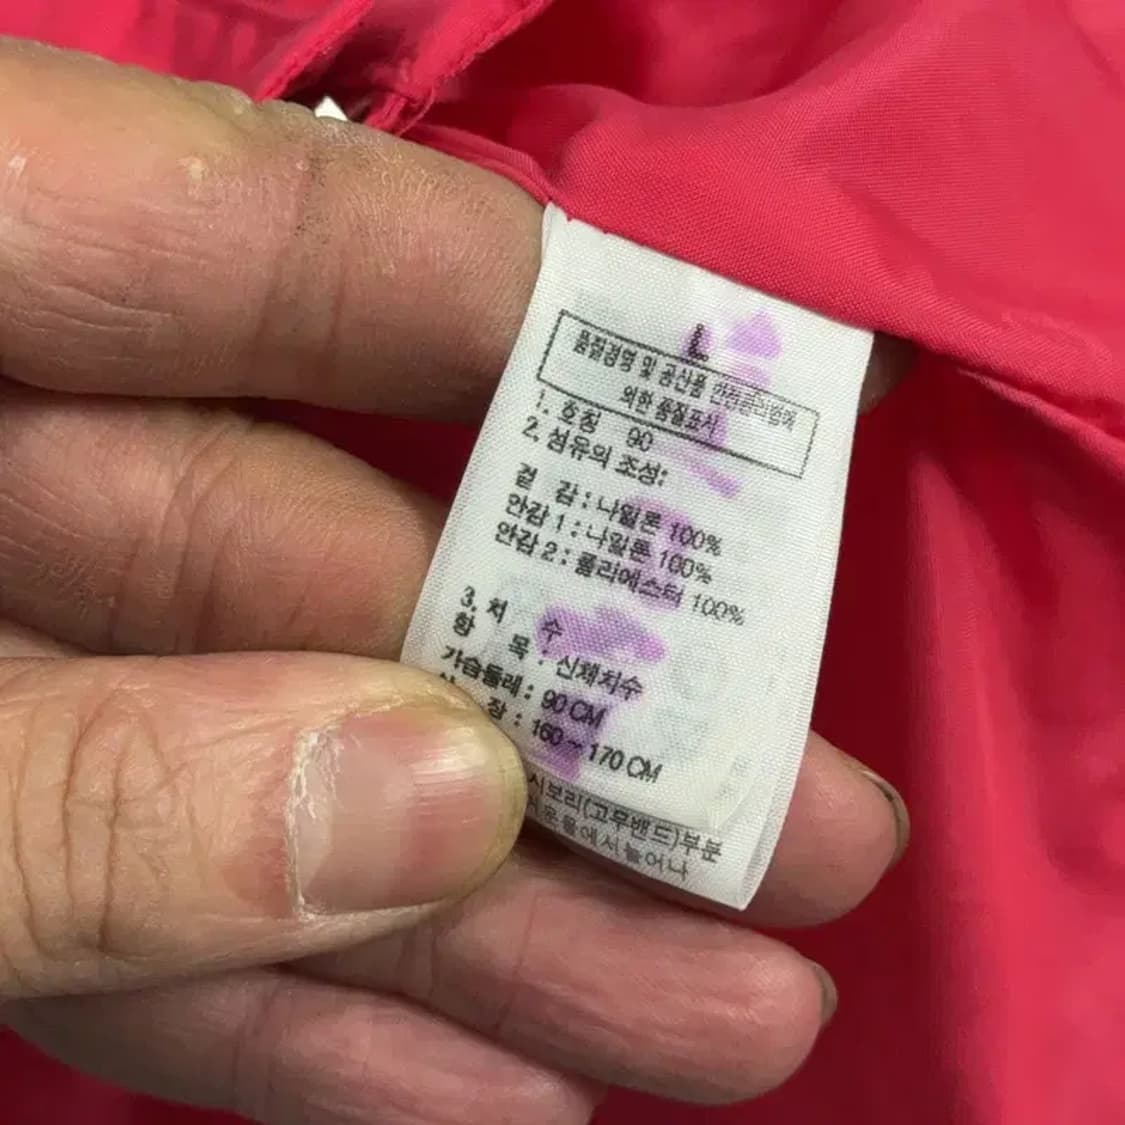 L
품질경영 및 공산품 안전관리법에
의한 품질표시
1. 호칭 90
2. 섬유의 조성:
겉 감 : 나일론 100%
안감 1 : 나일론 100%
안감 2 : 폴리에스터 100%
3. 치 수
항 목 : 신체치수
가슴둘레 : 90 CM
장 : 160 ~ 170 CM
시보리(고무밴드)부분